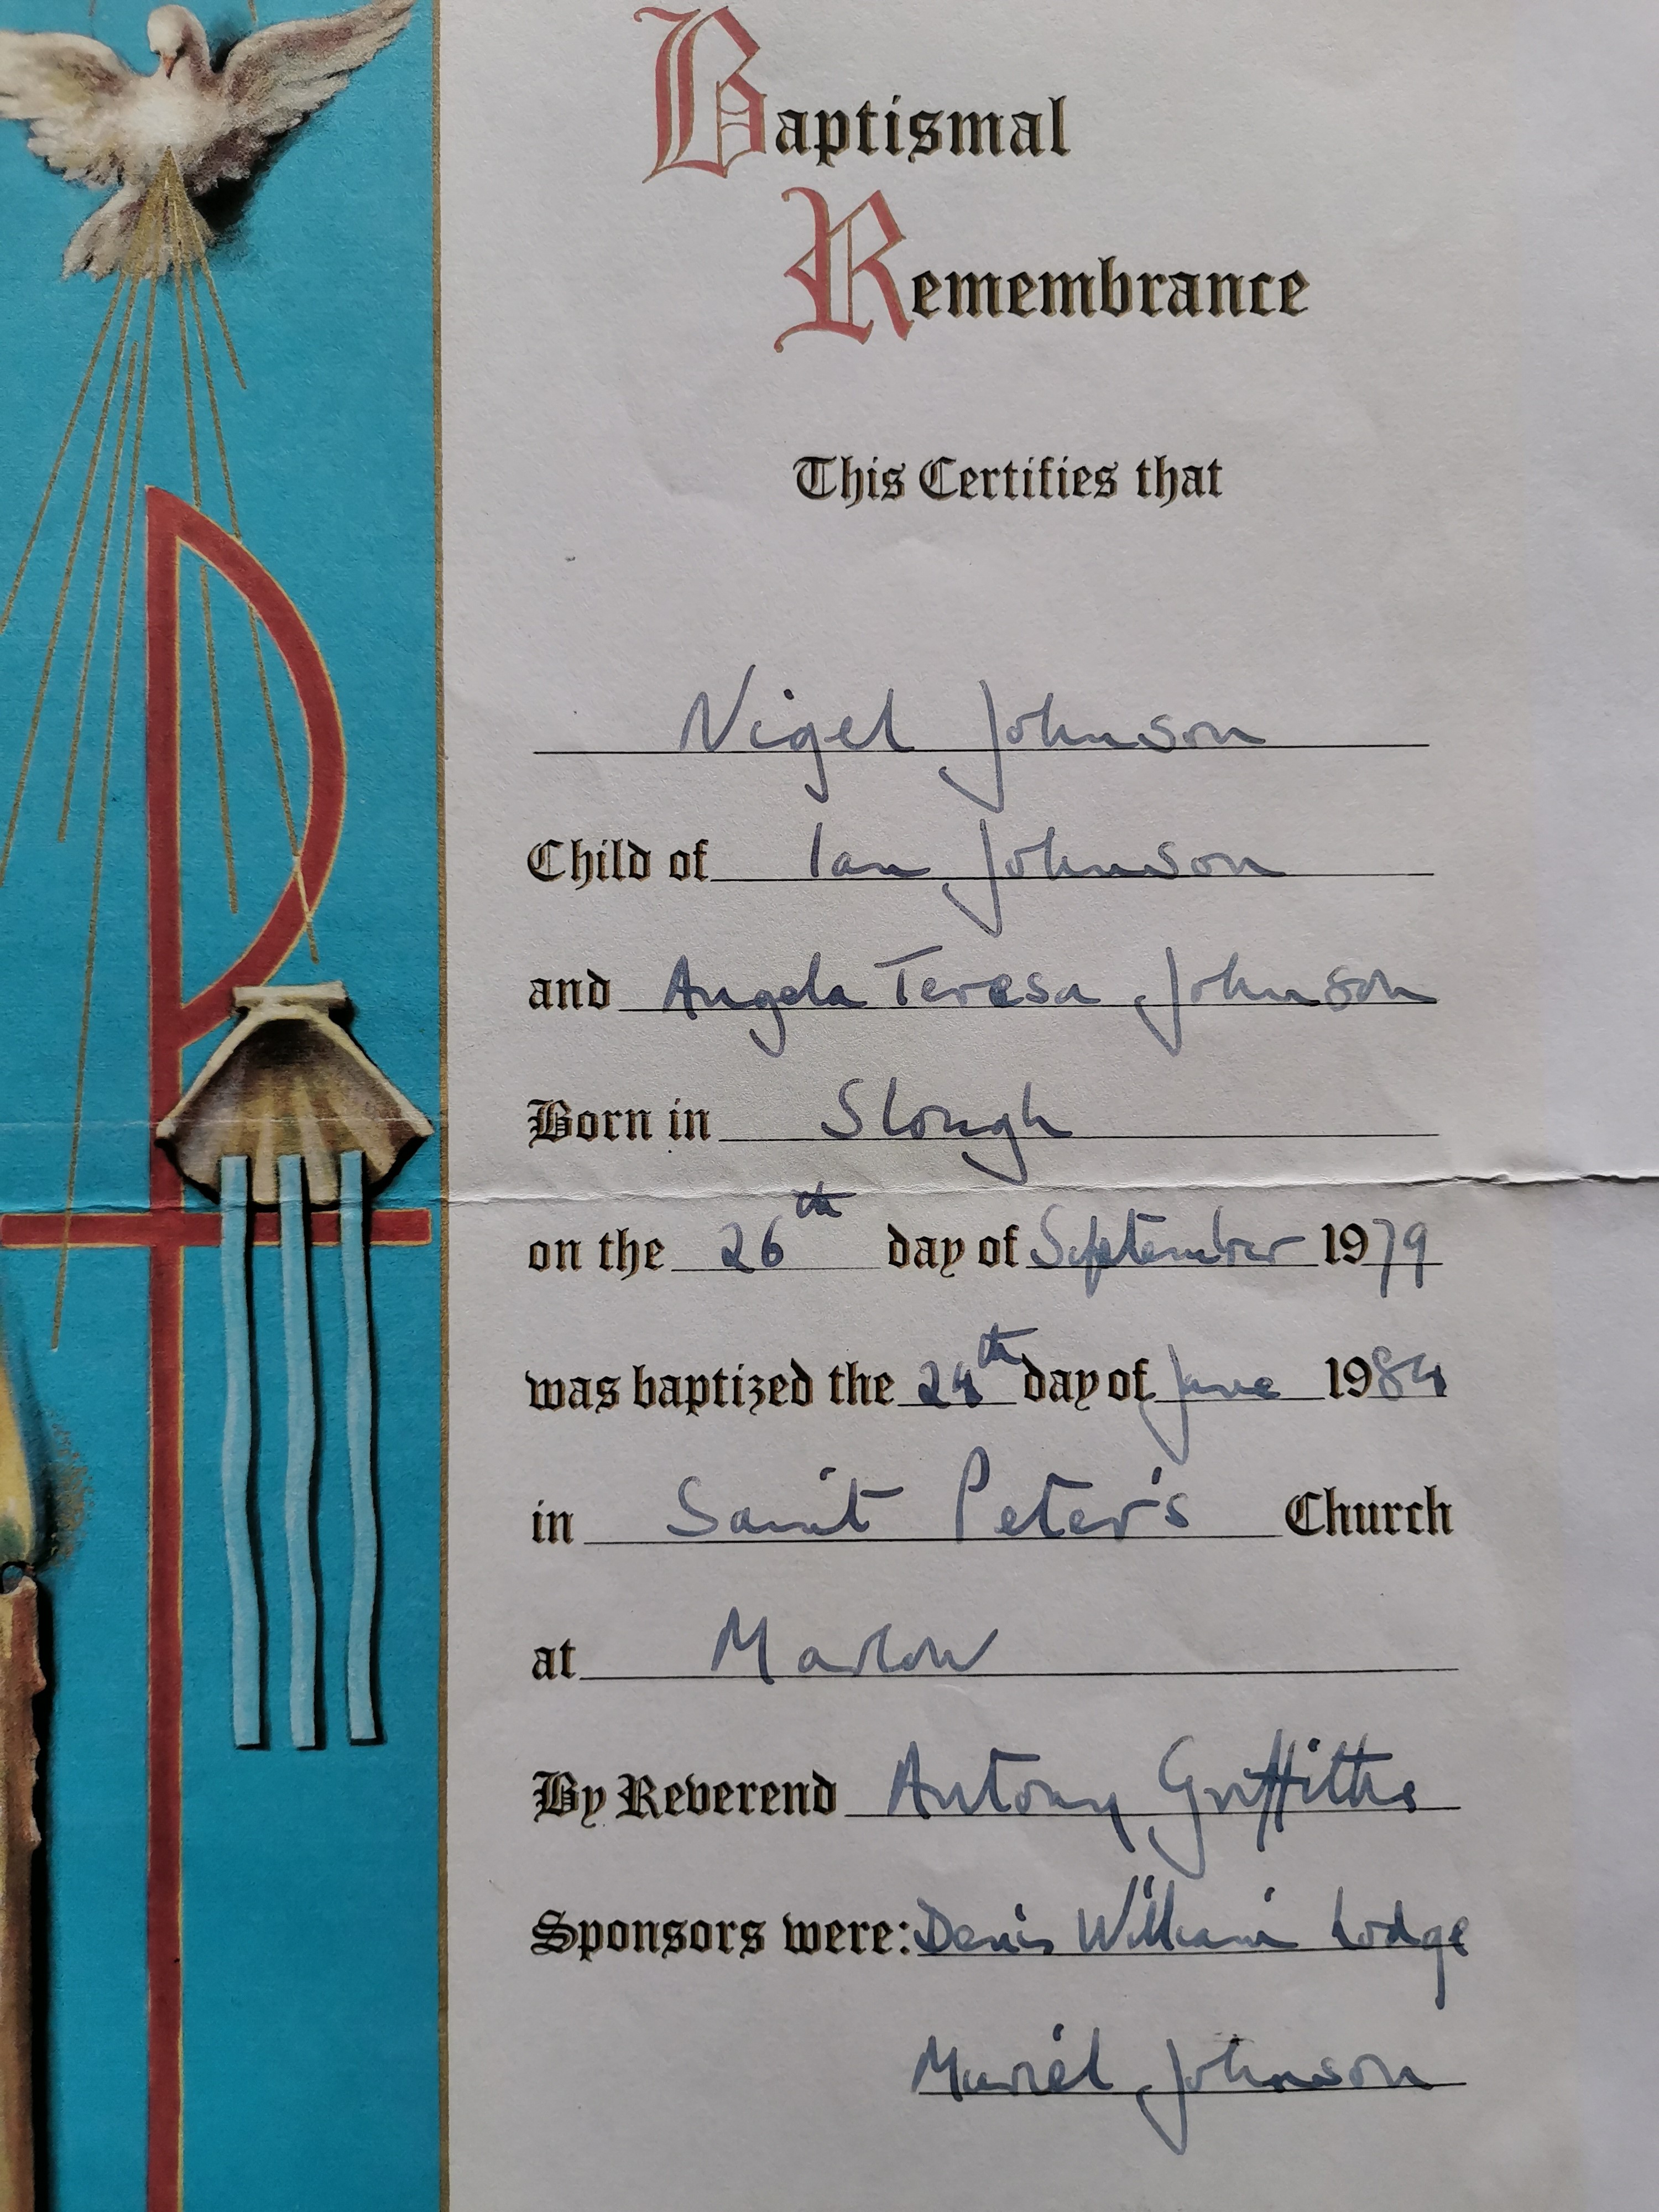 Baptismal
Remembrance
This Certifies that
Nigel Johnson
Child of Ian Johnson
and Angela Teresa Johnson
Born in Slough
on the 26th day of September 1979
was baptized the 24th day of June 1984
in Saint Peter's Church
at Marlow
By Reverend Antony Griffiths
Sponsors were: Denis William Lodge
Muriel Johnson